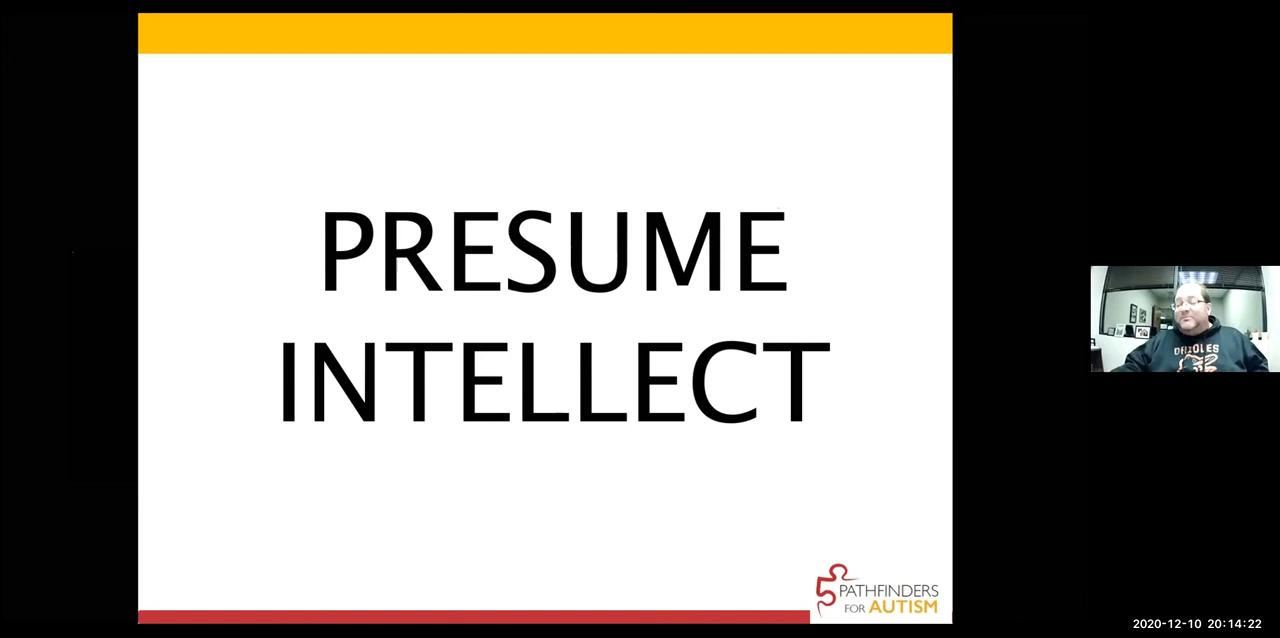 PRESUME
INTELLECT
ORIOLES
PATHFINDERS
FOR AUTISM
2020-12-10 20:14:22